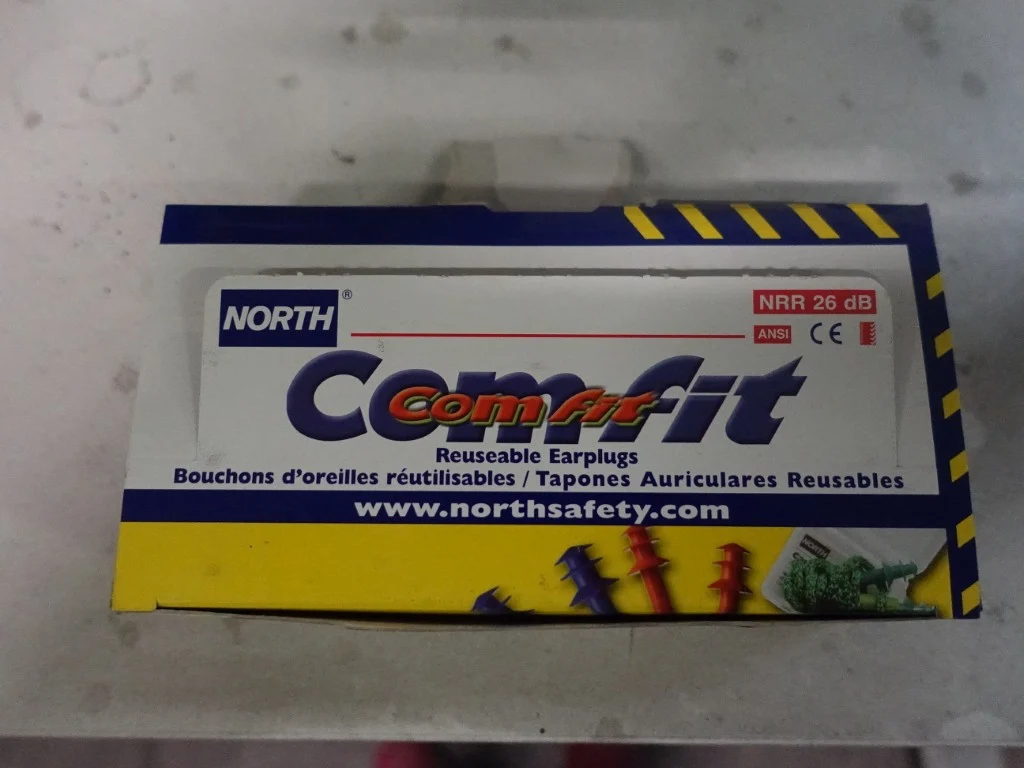 NORTH®
NRR 26 dB
ANSI CE
Comfit
Com fit
Reuseable Earplugs
Bouchons d'oreilles réutilisables / Tapones Auriculares Reusables
www.northsafety.com
NORTH